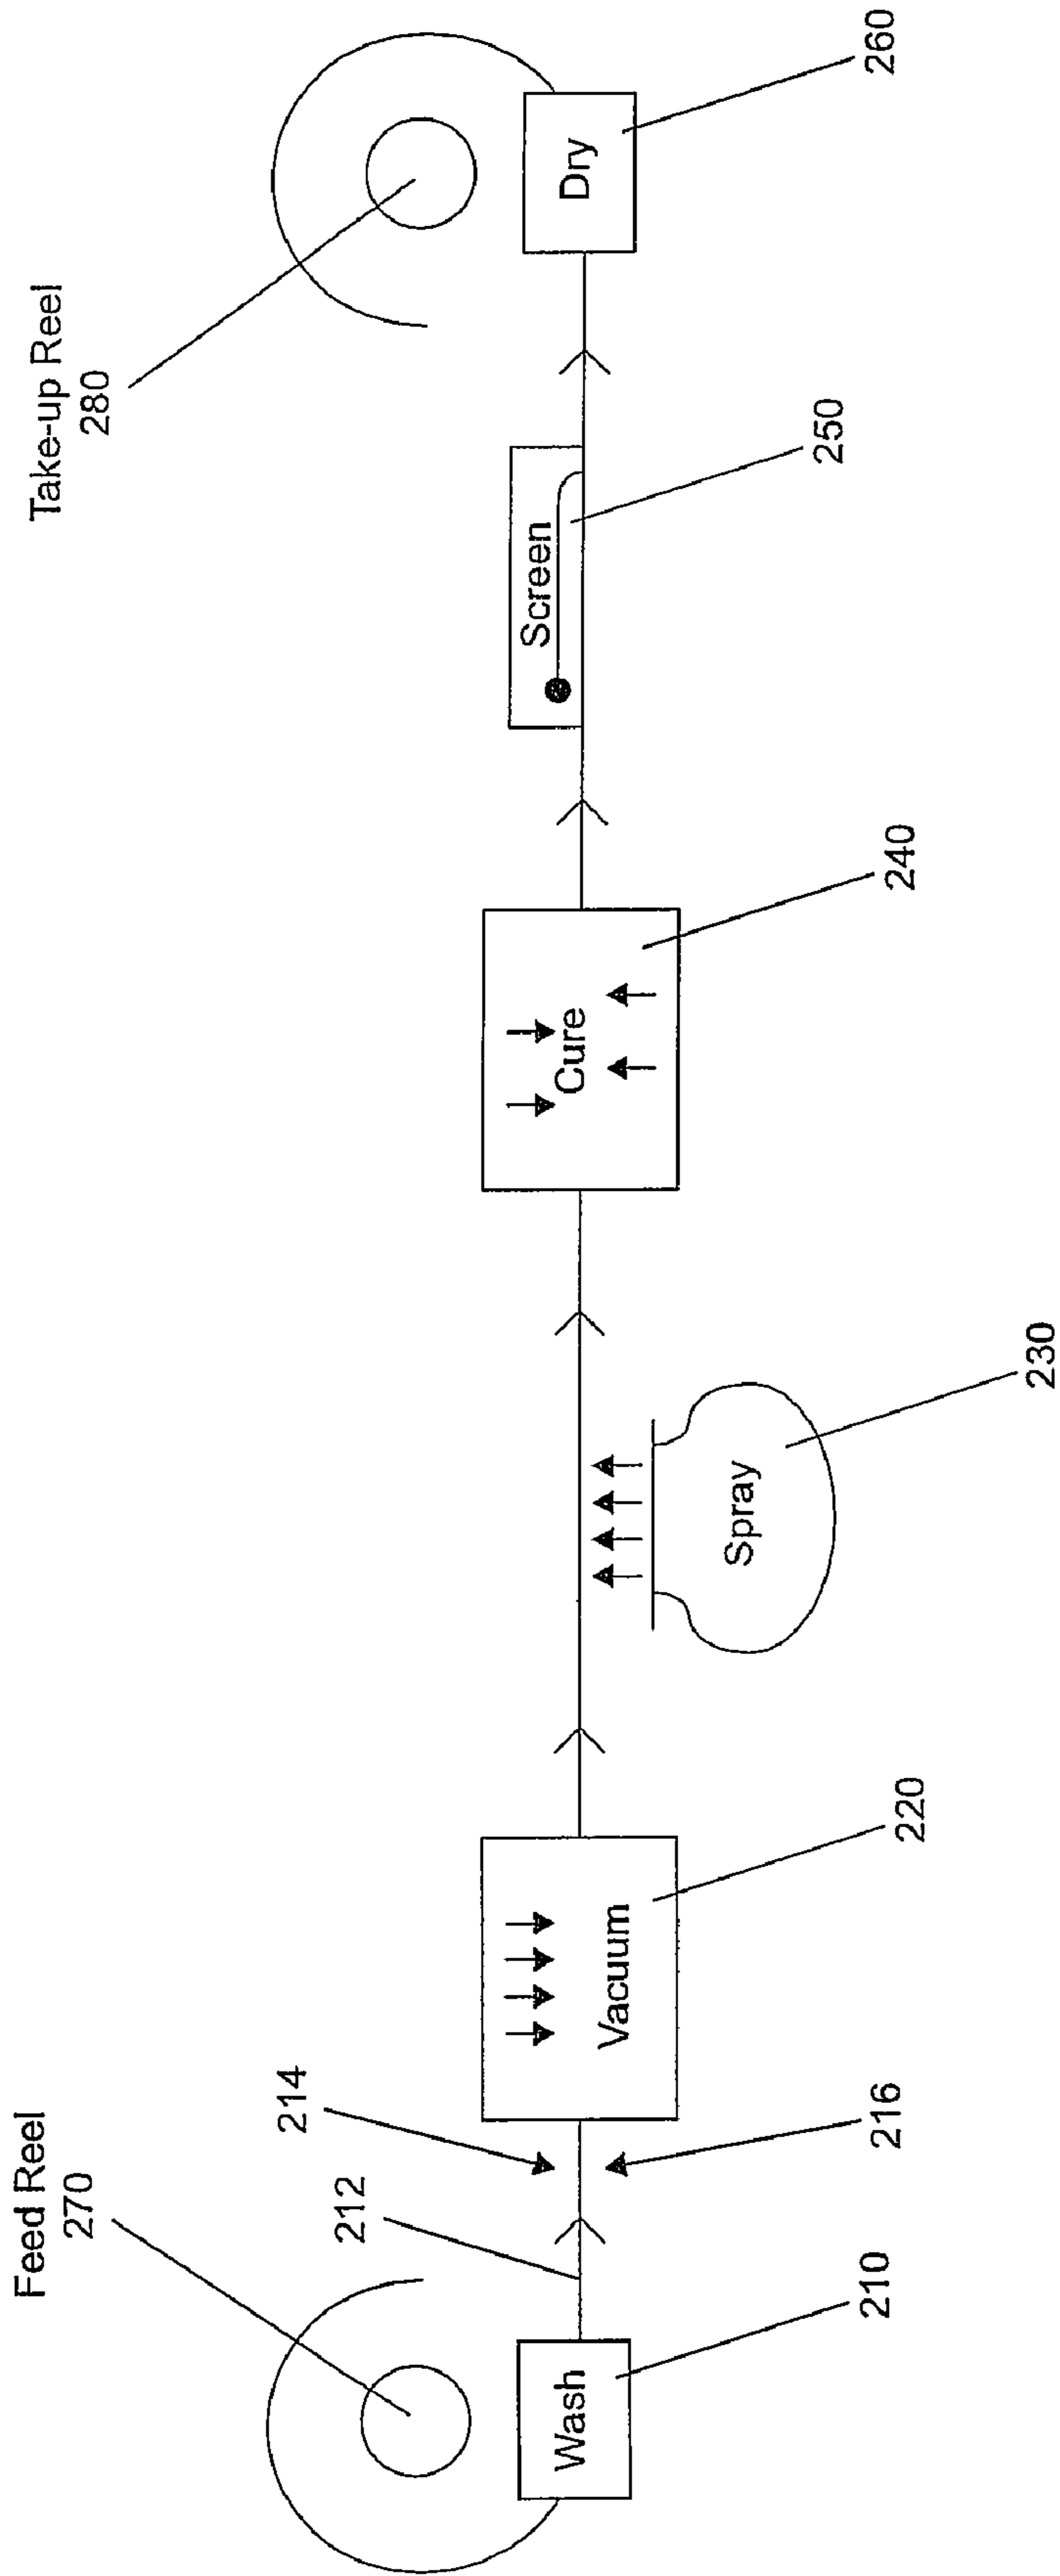 Feed Reel
270
Take-up Reel
280
214
212
Wash
Vacuum
Spray
Cure
Screen
Dry
210
216
220
230
240
250
260